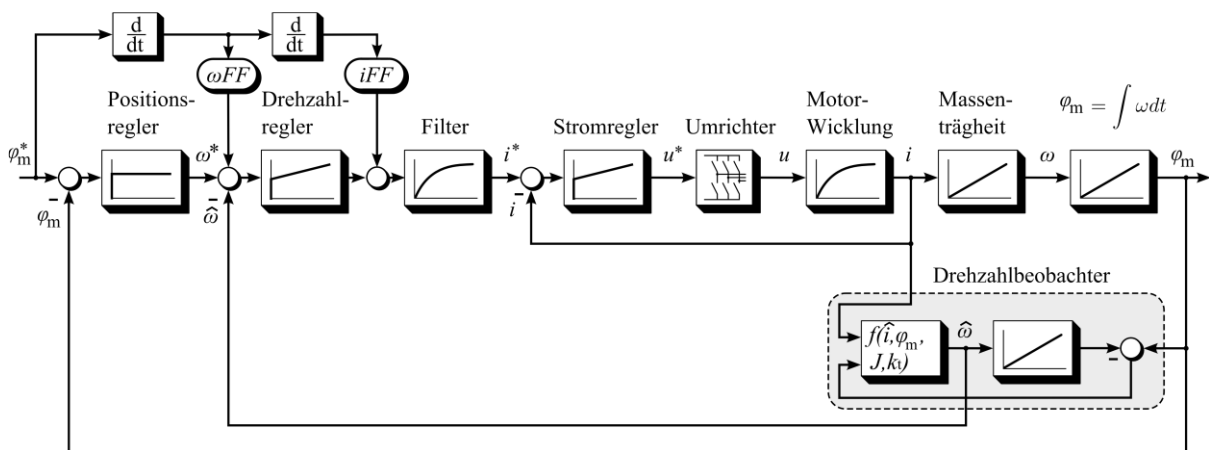 d
dt
d
dt
ωFF
iFF
Positions-
regler
Drehzahl-
regler
Filter
Stromregler
Umrichter
Motor-
Wicklung
Massen-
trägheit
φm = ∫ ωdt
φm*
ω*
i*
u*
u
i
ω
φm
-
φm
-
ω̂
-
i
Drehzahlbeobachter
f(î,φm,
J,kt)
ω̂
-